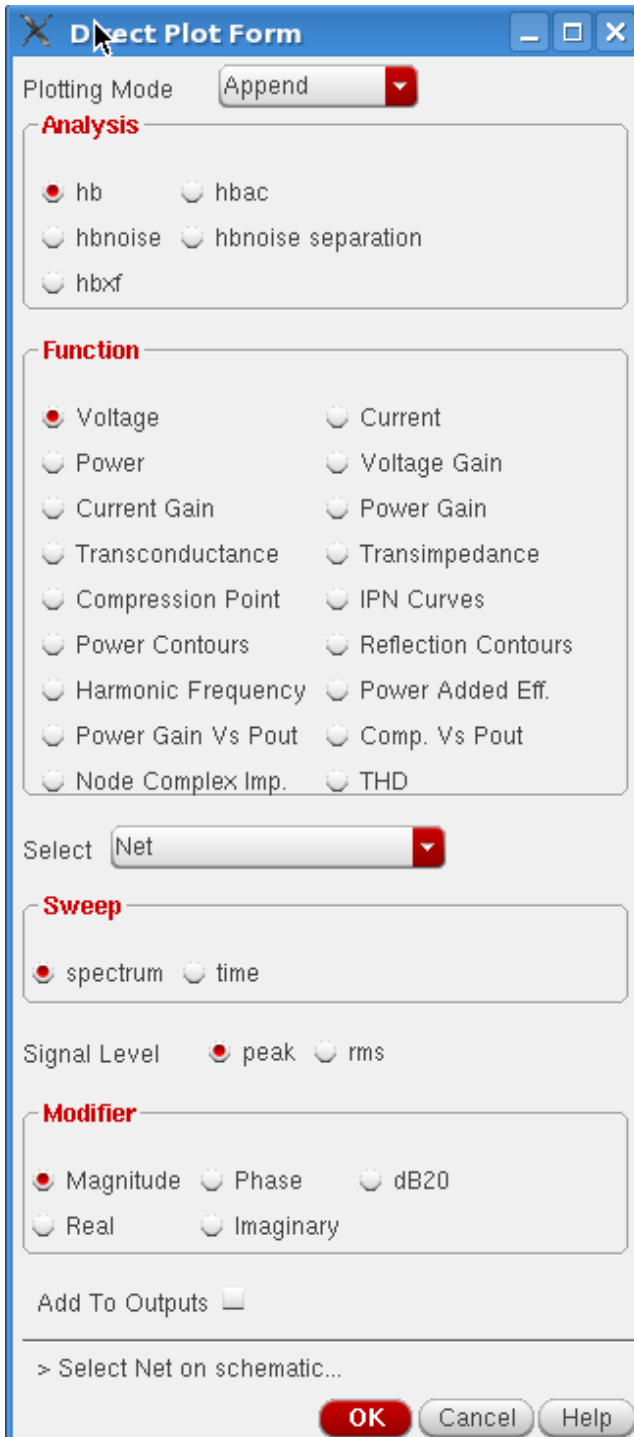 Direct Plot Form
Plotting Mode Append
Analysis
hb hbac
hbnoise hbnoise separation
hbxf
Function
Voltage Current
Power Voltage Gain
Current Gain Power Gain
Transconductance Transimpedance
Compression Point IPN Curves
Power Contours Reflection Contours
Harmonic Frequency Power Added Eff.
Power Gain Vs Pout Comp. Vs Pout
Node Complex Imp. THD
Select Net
Sweep
spectrum time
Signal Level peak rms
Modifier
Magnitude Phase dB20
Real Imaginary
Add To Outputs
> Select Net on schematic...
OK Cancel Help